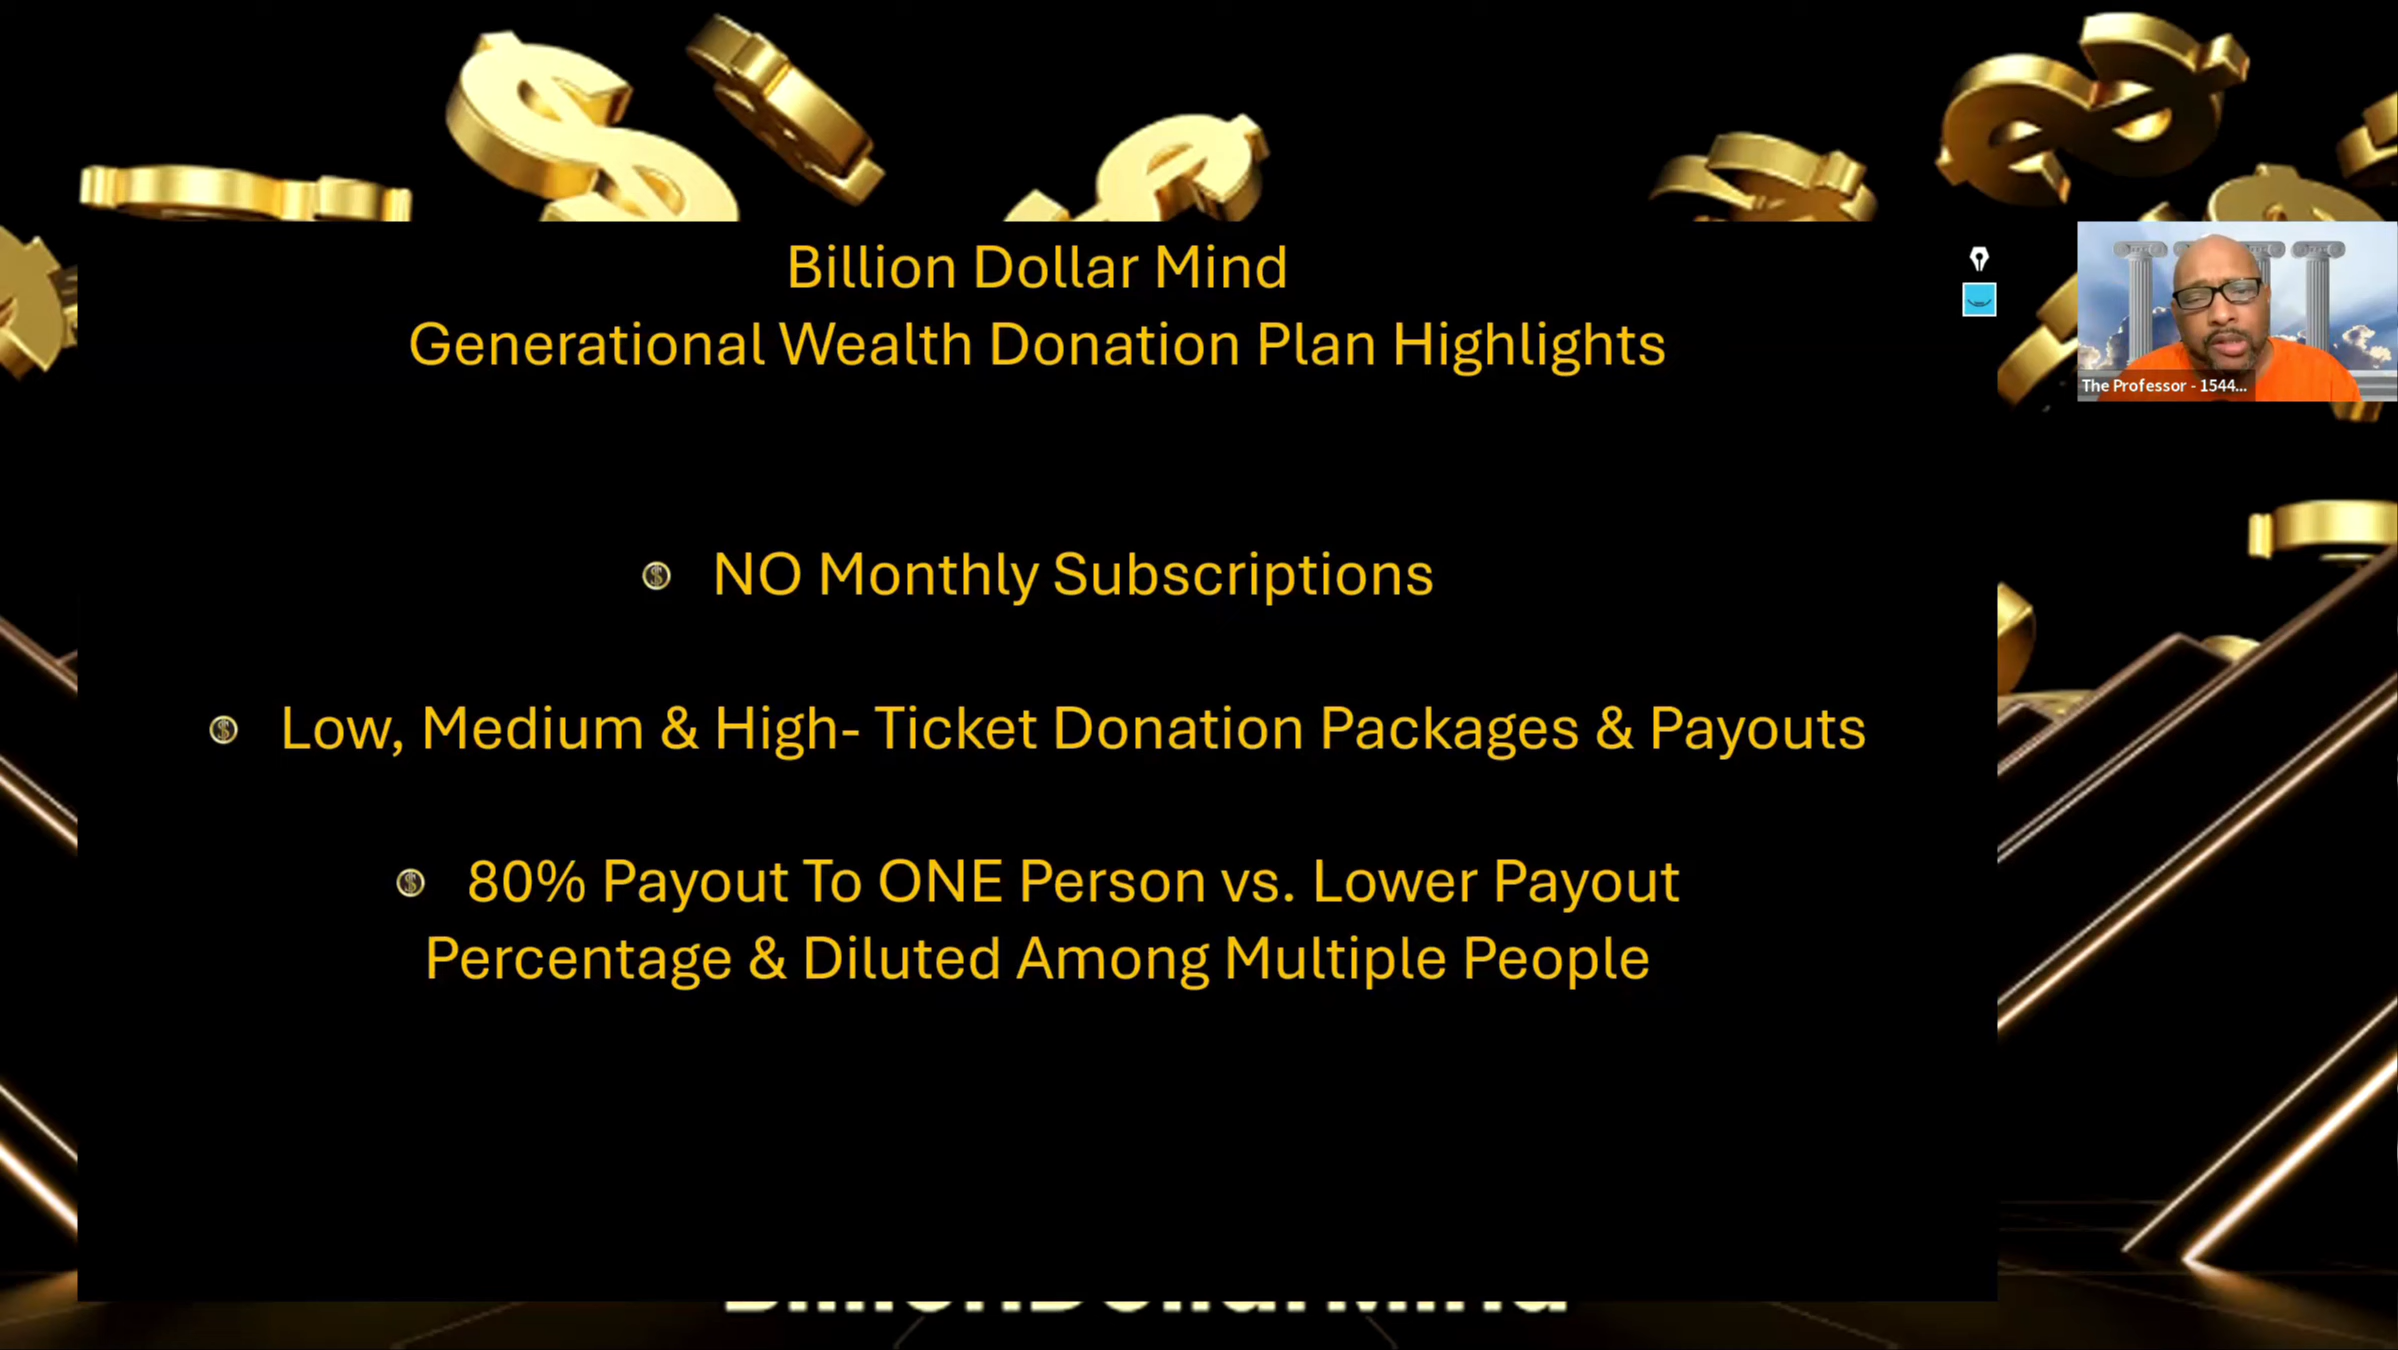 Billion Dollar Mind
Generational Wealth Donation Plan Highlights
The Professor - 1544...
NO Monthly Subscriptions
Low, Medium & High- Ticket Donation Packages & Payouts
80% Payout To ONE Person vs. Lower Payout
Percentage & Diluted Among Multiple People
BillionDollarMind